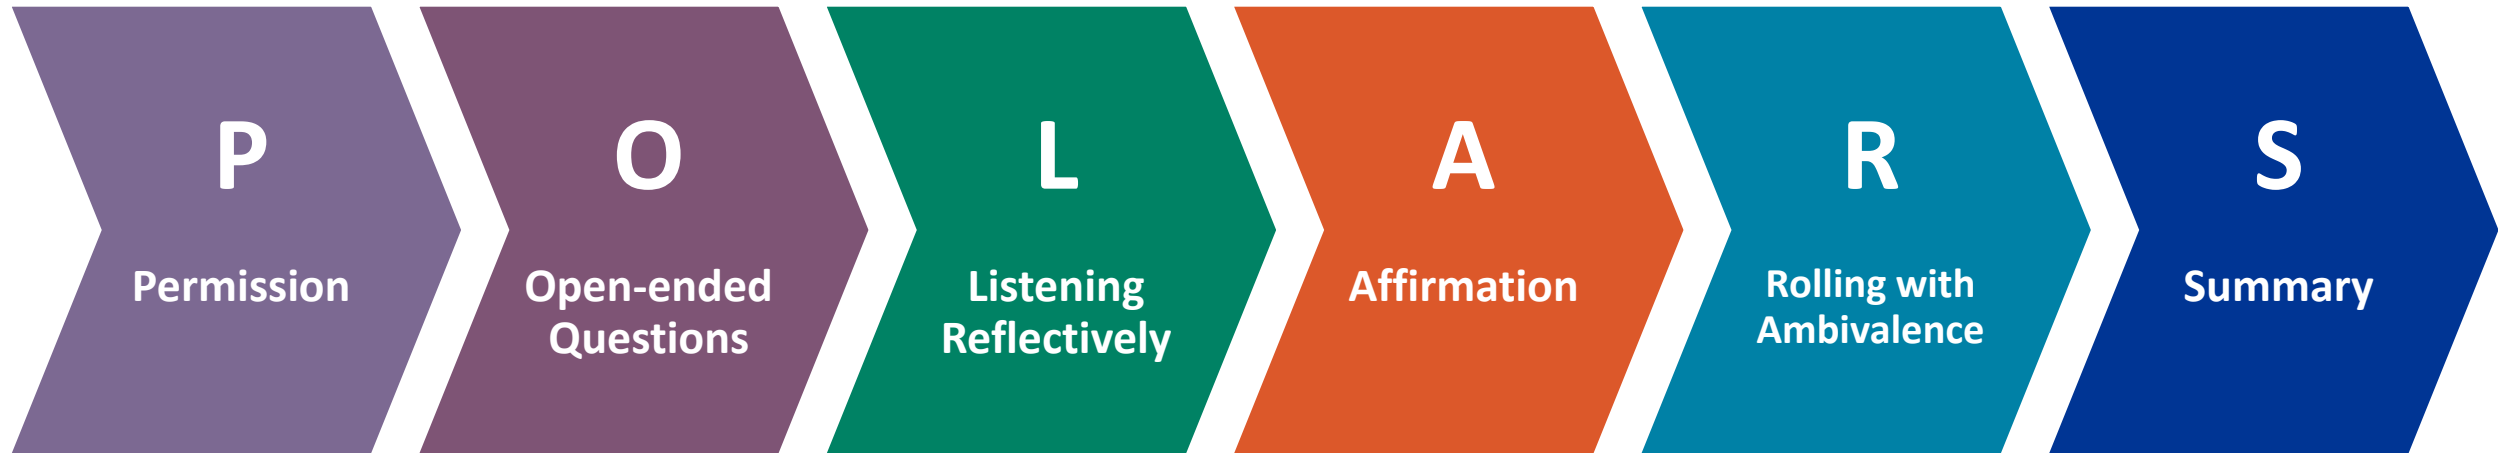 P
Permission
O
Open-ended
Questions
L
Listening
Reflectively
A
Affirmation
R
Rolling with
Ambivalence
S
Summary